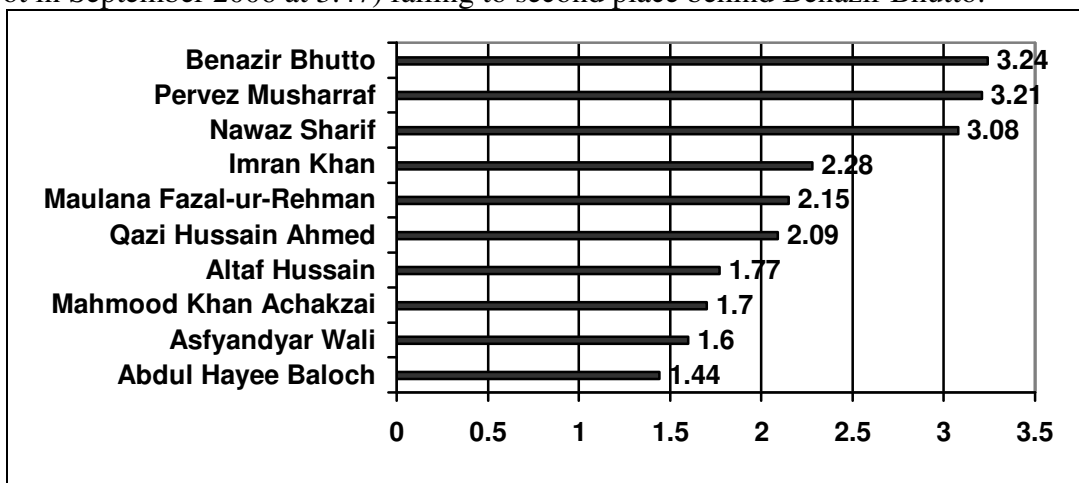 in September 2006 at 3.47) falling to second place behind Benazir Bhutto.
Benazir Bhutto 3.24
Pervez Musharraf 3.21
Nawaz Sharif 3.08
Imran Khan 2.28
Maulana Fazal-ur-Rehman 2.15
Qazi Hussain Ahmed 2.09
Altaf Hussain 1.77
Mahmood Khan Achakzai 1.7
Asfyandyar Wali 1.6
Abdul Hayee Baloch 1.44
0 0.5 1 1.5 2 2.5 3 3.5